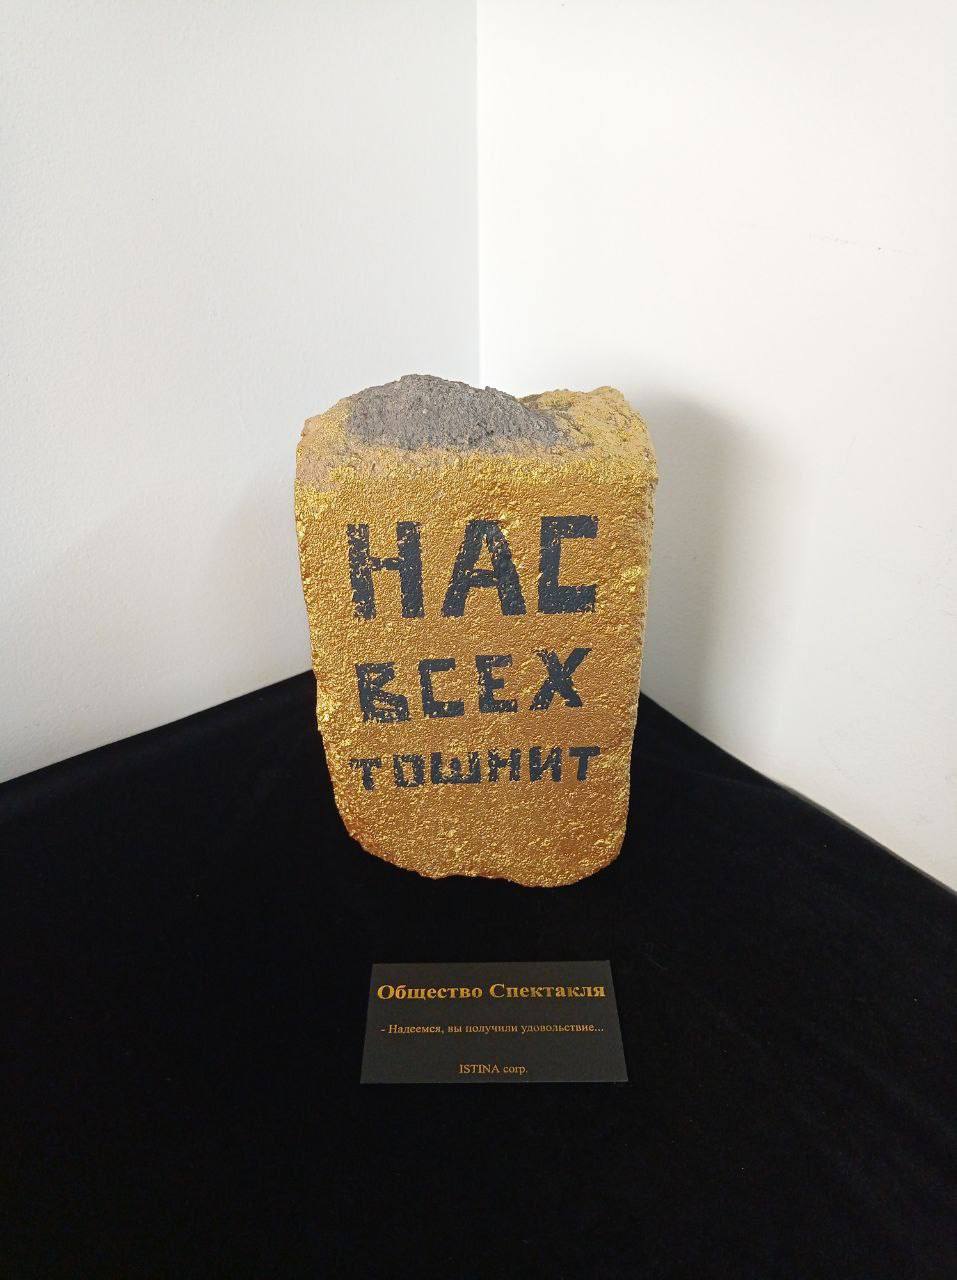 НАС
ВСЕХ
ТОШНИТ
Общество Спектакля
- Надеемся, вы получили удовольствие...
ISTINA corp.